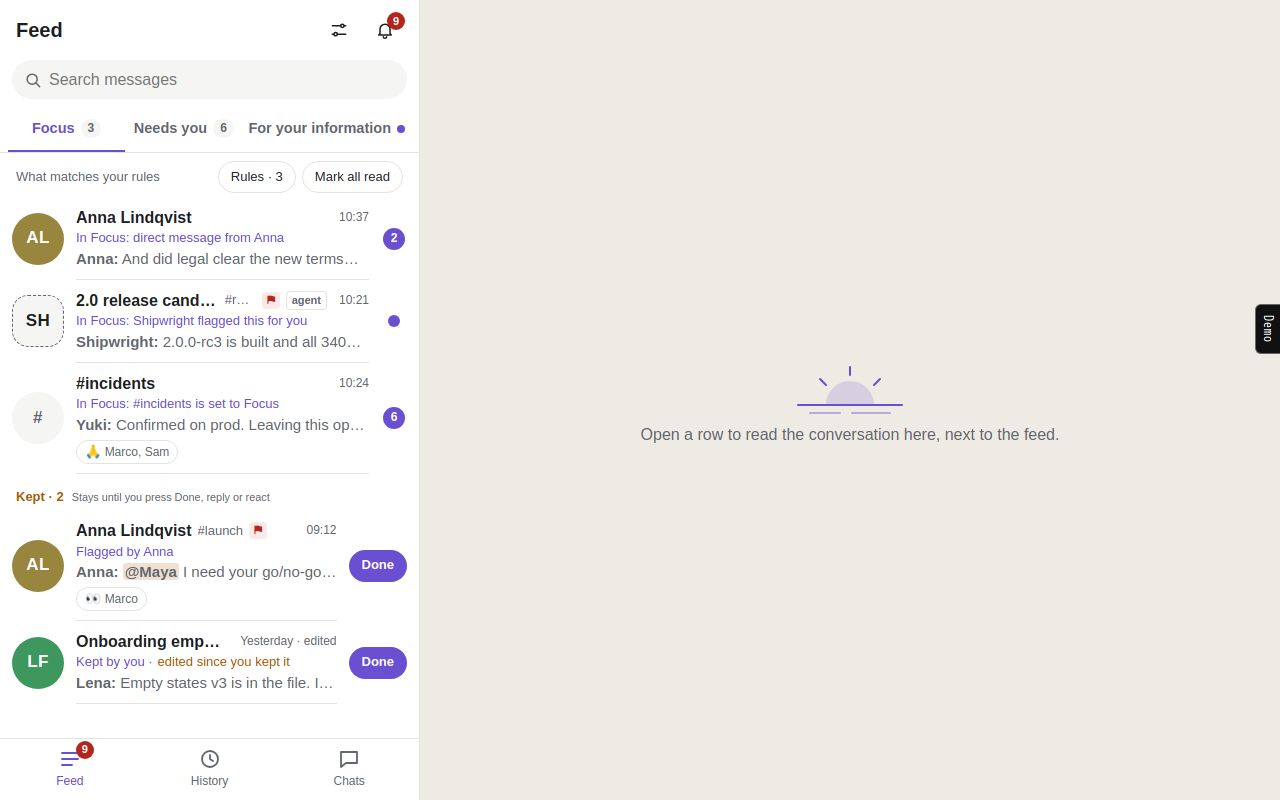 Feed
9
Search messages
Focus 3
Needs you 6
For your information
What matches your rules
Rules · 3
Mark all read
AL
Anna Lindqvist
10:37
In Focus: direct message from Anna
Anna: And did legal clear the new terms…
2
SH
2.0 release cand…
#r…
agent
10:21
In Focus: Shipwright flagged this for you
Shipwright: 2.0.0-rc3 is built and all 340…
#
#incidents
10:24
In Focus: #incidents is set to Focus
Yuki: Confirmed on prod. Leaving this op…
🙏 Marco, Sam
6
Kept · 2 Stays until you press Done, reply or react
AL
Anna Lindqvist #launch
09:12
Flagged by Anna
Anna: @Maya I need your go/no-go…
👀 Marco
Done
LF
Onboarding emp…
Yesterday · edited
Kept by you · edited since you kept it
Lena: Empty states v3 is in the file. I…
Done
9
Feed
History
Chats
Open a row to read the conversation here, next to the feed.
Demo